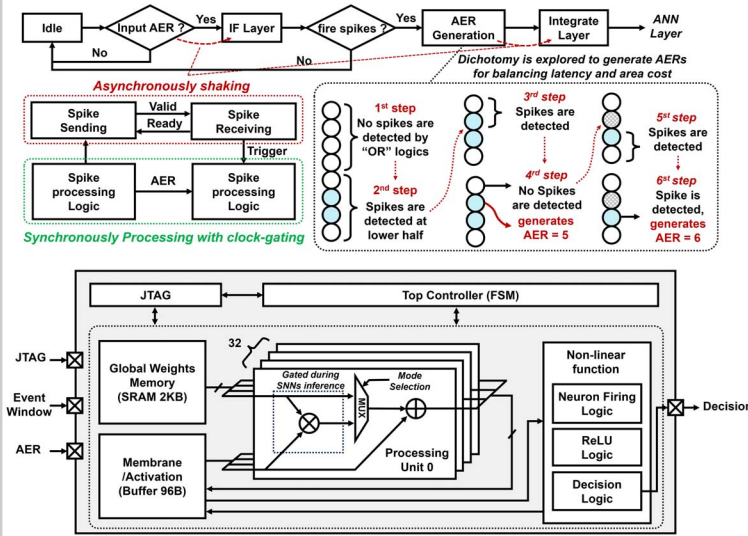 Idle
Input AER ?
Yes
IF Layer
fire spikes ?
Yes
AER
Generation
Integrate
Layer
ANN
Layer
No
No
Asynchronously shaking
Dichotomy is explored to generate AERs
for balancing latency and area cost
Spike
Sending
Valid
Ready
Spike
Receiving
Trigger
Spike
processing
Logic
AER
Spike
processing
Logic
Synchronously Processing with clock-gating
1st step
No spikes are
detected by
“OR” logics
2nd step
Spikes are
detected at
lower half
3rd step
Spikes are
detected
4rd step
No Spikes
are detected
generates
AER = 5
5st step
Spikes are
detected
6st step
Spike is
detected,
generates
AER = 6
JTAG
Top Controller (FSM)
JTAG
Event
Window
AER
Global Weights
Memory
(SRAM 2KB)
Membrane
/Activation
(Buffer 96B)
32
Gated during
SNNs inference
Mode
Selection
MUX
Processing
Unit 0
Non-linear
function
Neuron Firing
Logic
ReLU
Logic
Decision
Logic
Decision